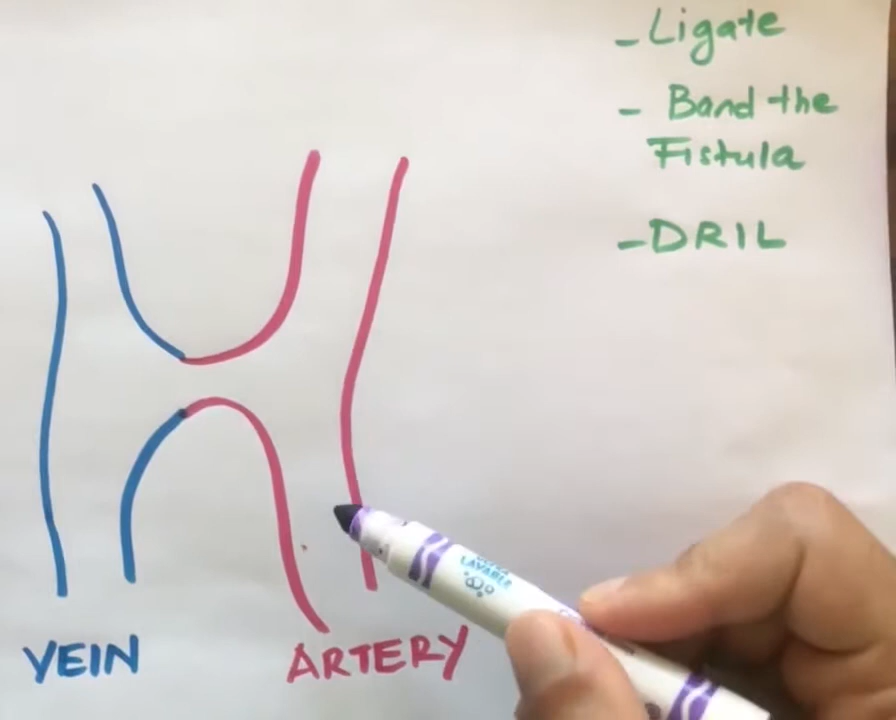 - Ligate
- Band the
Fistula
- DRIL
VEIN
ARTERY